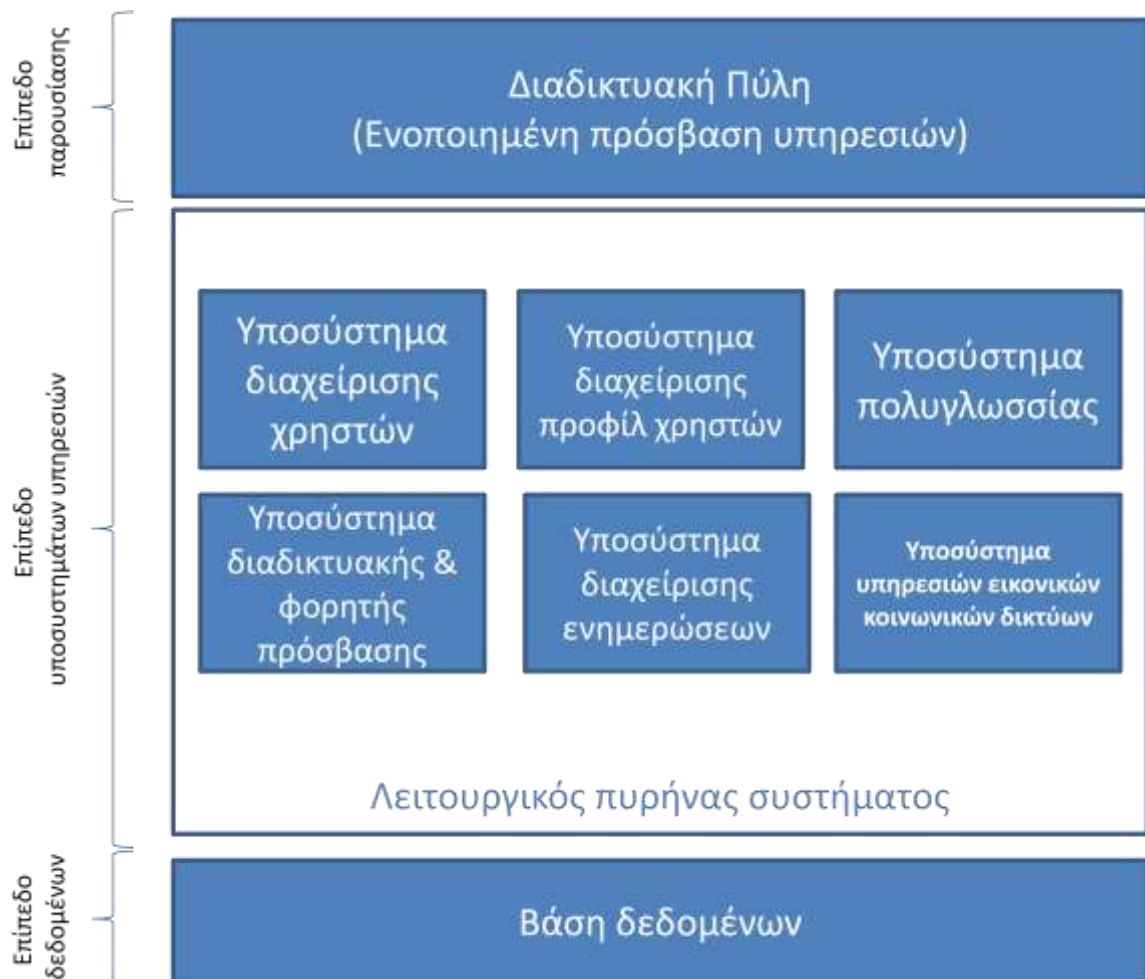 Επίπεδο
παρουσίασης
Διαδικτυακή Πύλη
(Ενοποιημένη πρόσβαση υπηρεσιών)
Επίπεδο
υποσυστημάτων υπηρεσιών
Υποσύστημα
διαχείρισης
χρηστών
Υποσύστημα
διαχείρισης
προφίλ χρηστών
Υποσύστημα
πολυγλωσσίας
Υποσύστημα
διαδικτυακής &
φορητής
πρόσβασης
Υποσύστημα
διαχείρισης
ενημερώσεων
Υποσύστημα
υπηρεσιών εικονικών
κοινωνικών δικτύων
Λειτουργικός πυρήνας συστήματος
Επίπεδο
δεδομένων
Βάση δεδομένων